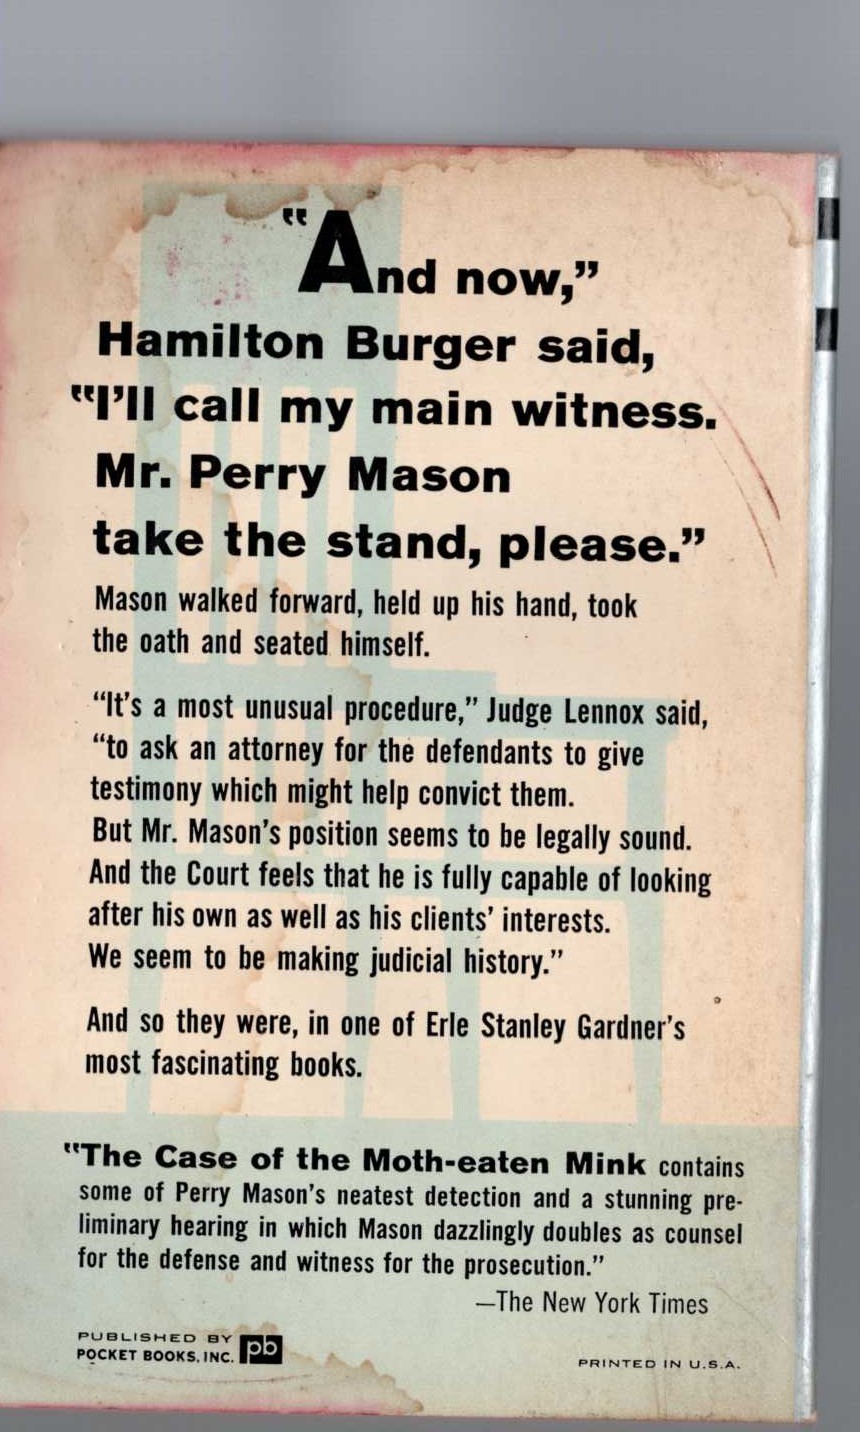 "And now,"
Hamilton Burger said,
"I'll call my main witness.
Mr. Perry Mason
take the stand, please."
Mason walked forward, held up his hand, took
the oath and seated himself.
"It's a most unusual procedure," Judge Lennox said,
"to ask an attorney for the defendants to give
testimony which might help convict them.
But Mr. Mason's position seems to be legally sound.
And the Court feels that he is fully capable of looking
after his own as well as his clients' interests.
We seem to be making judicial history."
And so they were, in one of Erle Stanley Gardner's
most fascinating books.
"The Case of the Moth-eaten Mink contains
some of Perry Mason's neatest detection and a stunning pre-
liminary hearing in which Mason dazzlingly doubles as counsel
for the defense and witness for the prosecution."
—The New York Times
PUBLISHED BY
POCKET BOOKS, INC. pb
PRINTED IN U.S.A.